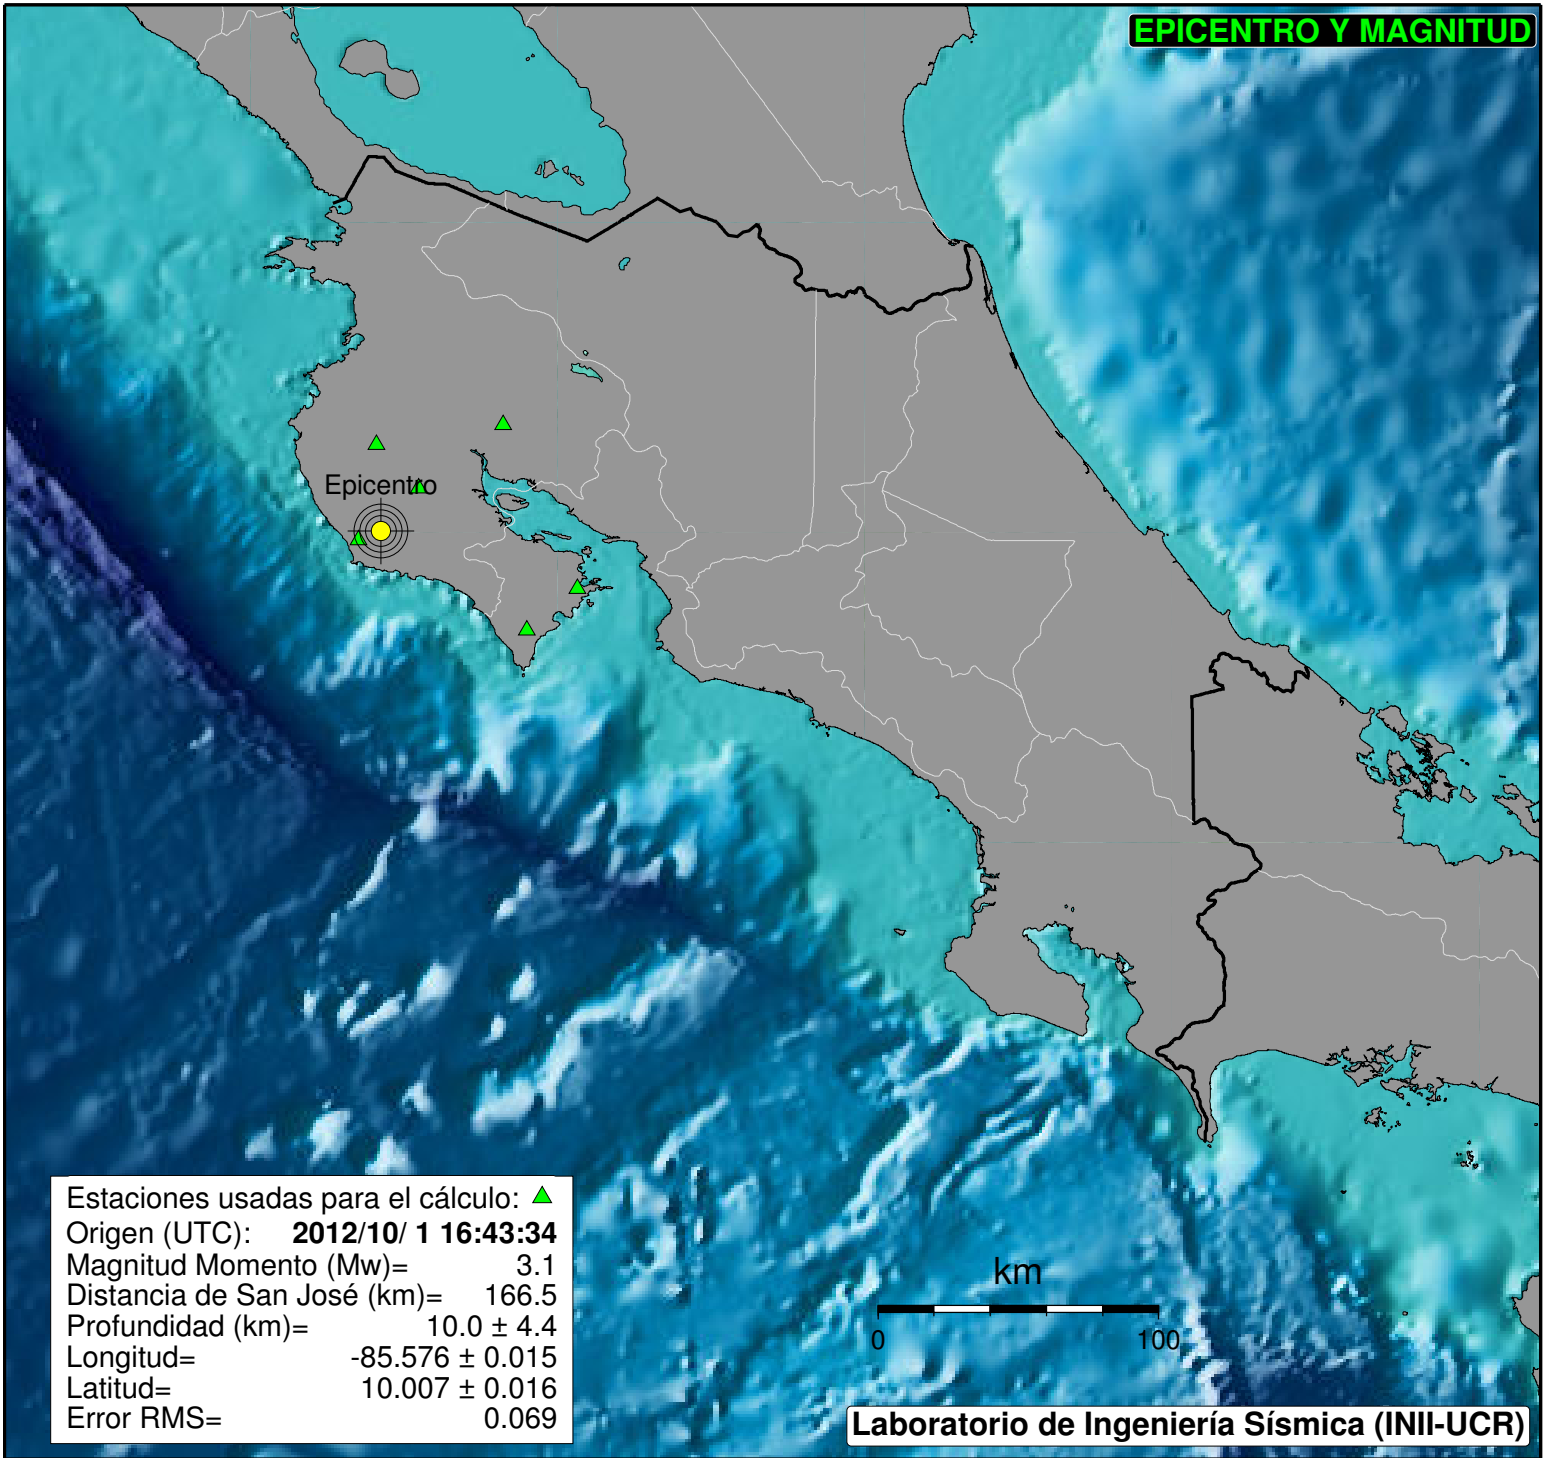 EPICENTRO Y MAGNITUD
Epicentro
Estaciones usadas para el cálculo:
Origen (UTC): 2012/10/ 1 16:43:34
Magnitud Momento (Mw)= 3.1
Distancia de San José (km)= 166.5
Profundidad (km)= 10.0 ± 4.4
Longitud= -85.576 ± 0.015
Latitud= 10.007 ± 0.016
Error RMS= 0.069
km
0 100
Laboratorio de Ingeniería Sísmica (INII-UCR)